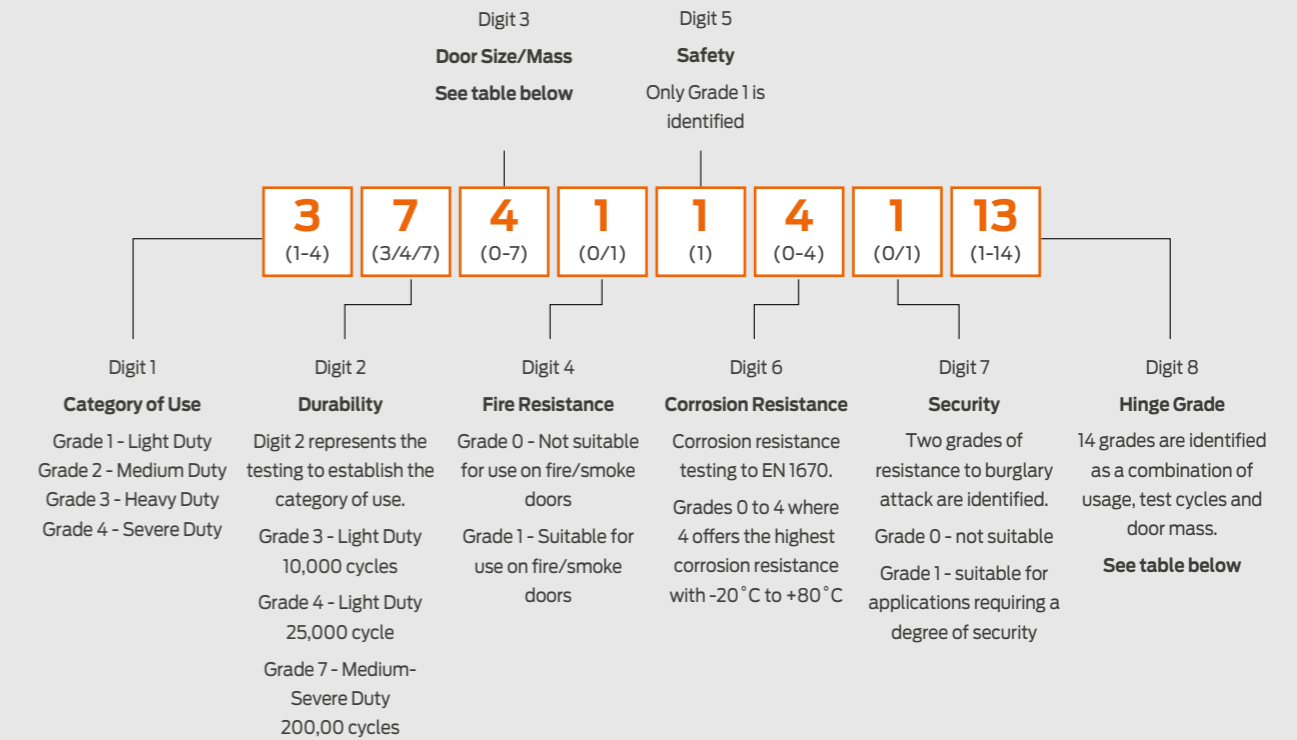 Digit 3
Door Size/Mass
See table below
Digit 5
Safety
Only Grade 1 is
identified
3
(1-4)
7
(3/4/7)
4
(0-7)
1
(0/1)
1
(1)
4
(0-4)
1
(0/1)
13
(1-14)
Digit 1
Category of Use
Grade 1 - Light Duty
Grade 2 - Medium Duty
Grade 3 - Heavy Duty
Grade 4 - Severe Duty
Digit 2
Durability
Digit 2 represents the
testing to establish the
category of use.
Grade 3 - Light Duty
10,000 cycles
Grade 4 - Light Duty
25,000 cycle
Grade 7 - Medium-
Severe Duty
200,00 cycles
Digit 4
Fire Resistance
Grade 0 - Not suitable
for use on fire/smoke
doors
Grade 1 - Suitable for
use on fire/smoke
doors
Digit 6
Corrosion Resistance
Corrosion resistance
testing to EN 1670.
Grades 0 to 4 where
4 offers the highest
corrosion resistance
with -20˚C to +80˚C
Digit 7
Security
Two grades of
resistance to burglary
attack are identified.
Grade 0 - not suitable
Grade 1 - suitable for
applications requiring a
degree of security
Digit 8
Hinge Grade
14 grades are identified
as a combination of
usage, test cycles and
door mass.
See table below